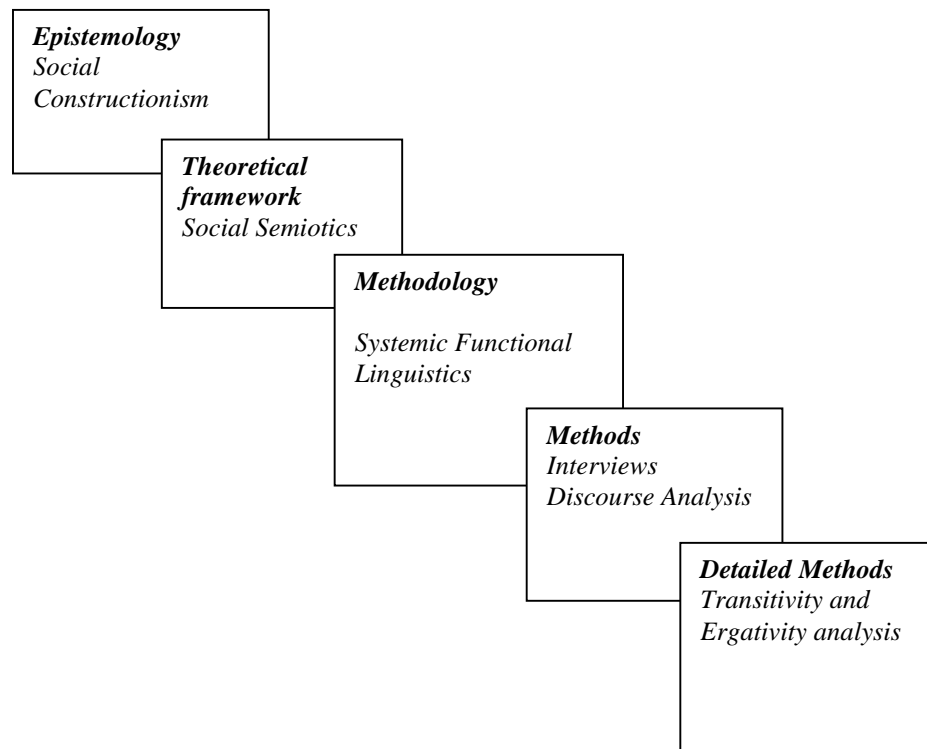 Epistemology
Social
Constructionism
Theoretical
framework
Social Semiotics
Methodology
Systemic Functional
Linguistics
Methods
Interviews
Discourse Analysis
Detailed Methods
Transitivity and
Ergativity analysis